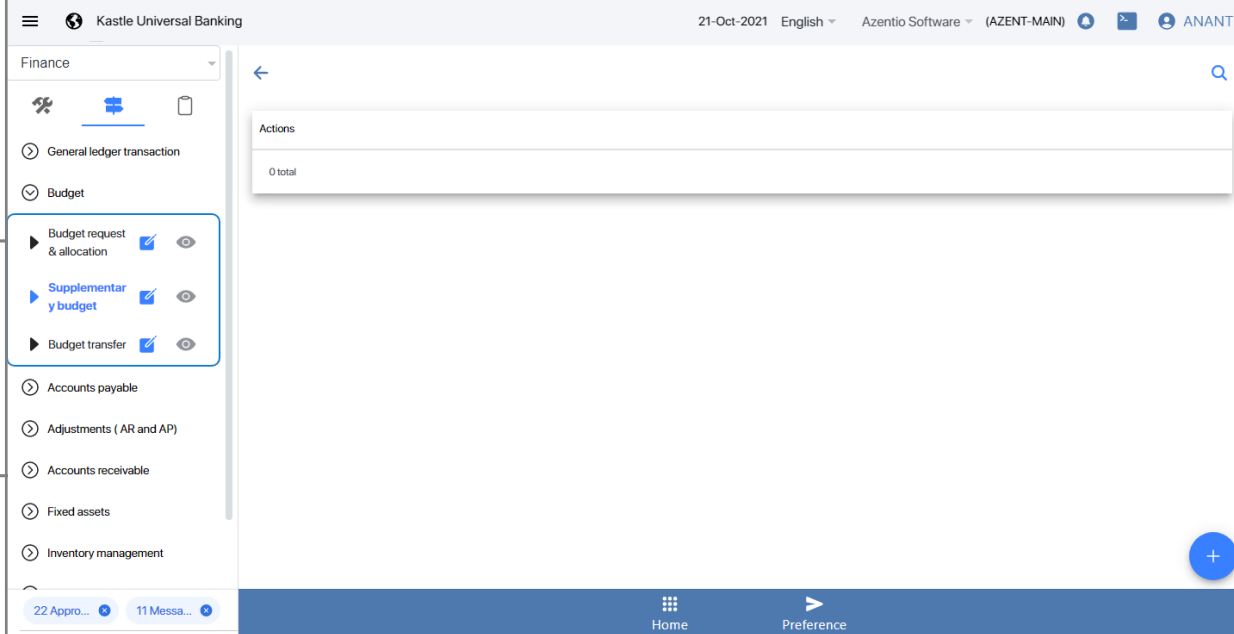 Kastle Universal Banking
21-Oct-2021 English Azentio Software (AZENT-MAIN) ANANT
Finance
Actions
0 total
General ledger transaction
Budget
Budget request
& allocation
Supplementar
y budget
Budget transfer
Accounts payable
Adjustments ( AR and AP)
Accounts receivable
Fixed assets
Inventory management
22 Appro...
11 Messa...
Home
Preference